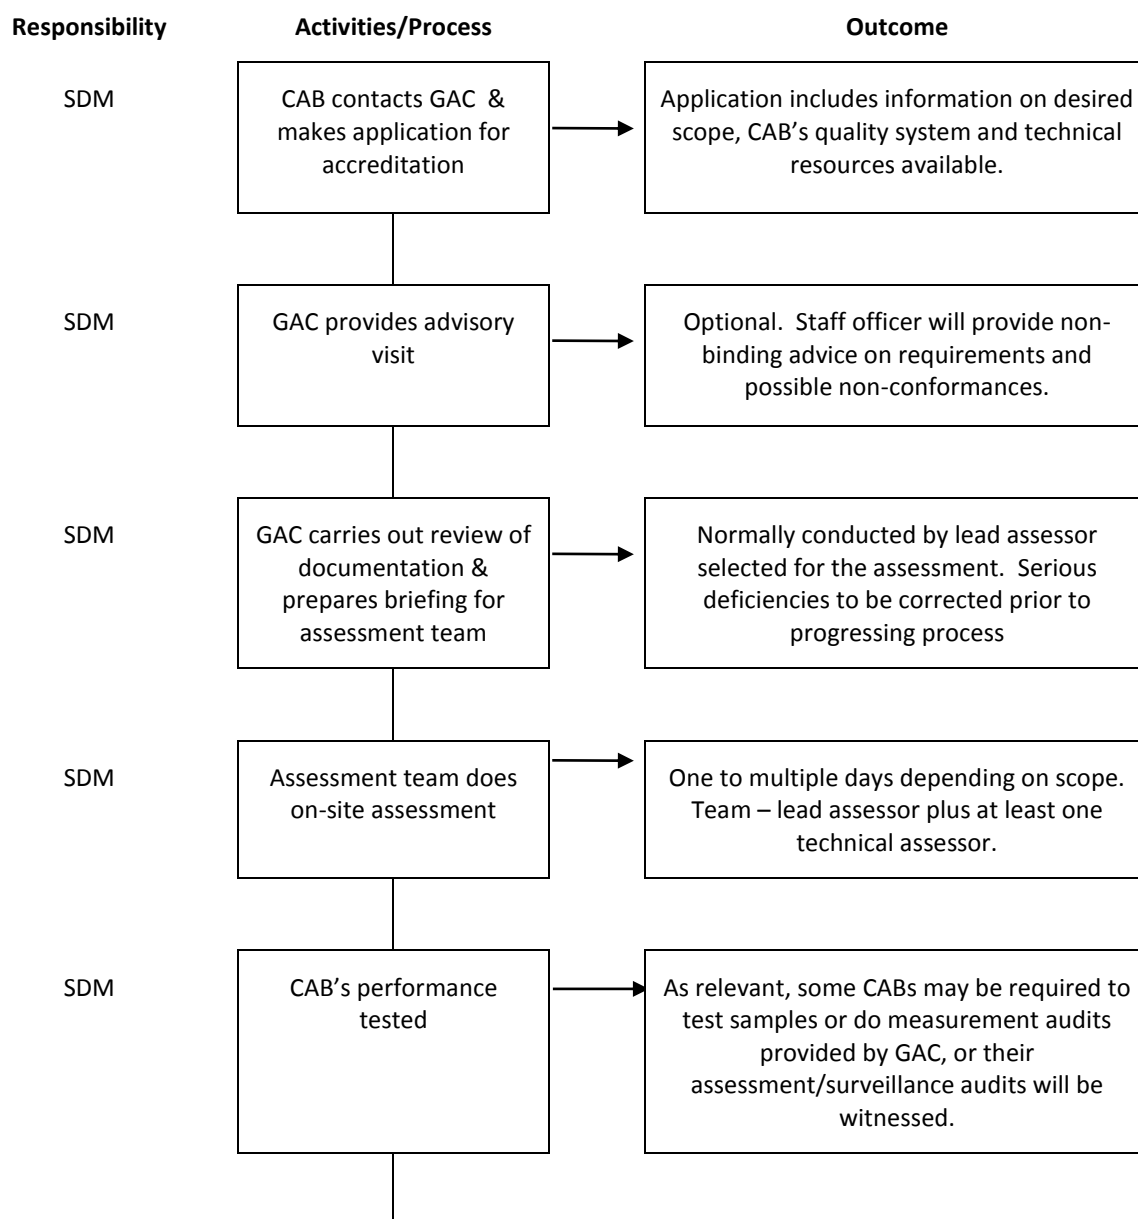 Responsibility
Activities/Process
Outcome
SDM
CAB contacts GAC &
makes application for
accreditation
Application includes information on desired
scope, CAB’s quality system and technical
resources available.
SDM
GAC provides advisory
visit
Optional. Staff officer will provide non-
binding advice on requirements and
possible non-conformances.
SDM
GAC carries out review of
documentation &
prepares briefing for
assessment team
Normally conducted by lead assessor
selected for the assessment. Serious
deficiencies to be corrected prior to
progressing process
SDM
Assessment team does
on-site assessment
One to multiple days depending on scope.
Team – lead assessor plus at least one
technical assessor.
SDM
CAB’s performance
tested
As relevant, some CABs may be required to
test samples or do measurement audits
provided by GAC, or their
assessment/surveillance audits will be
witnessed.